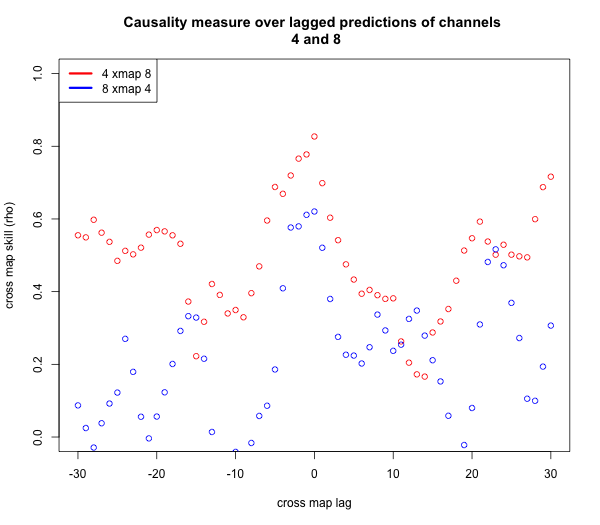 Causality measure over lagged predictions of channels
4 and 8
4 xmap 8
8 xmap 4
cross map skill (rho)
1.0
0.8
0.6
0.4
0.2
0.0
-30 -20 -10 0 10 20 30
cross map lag